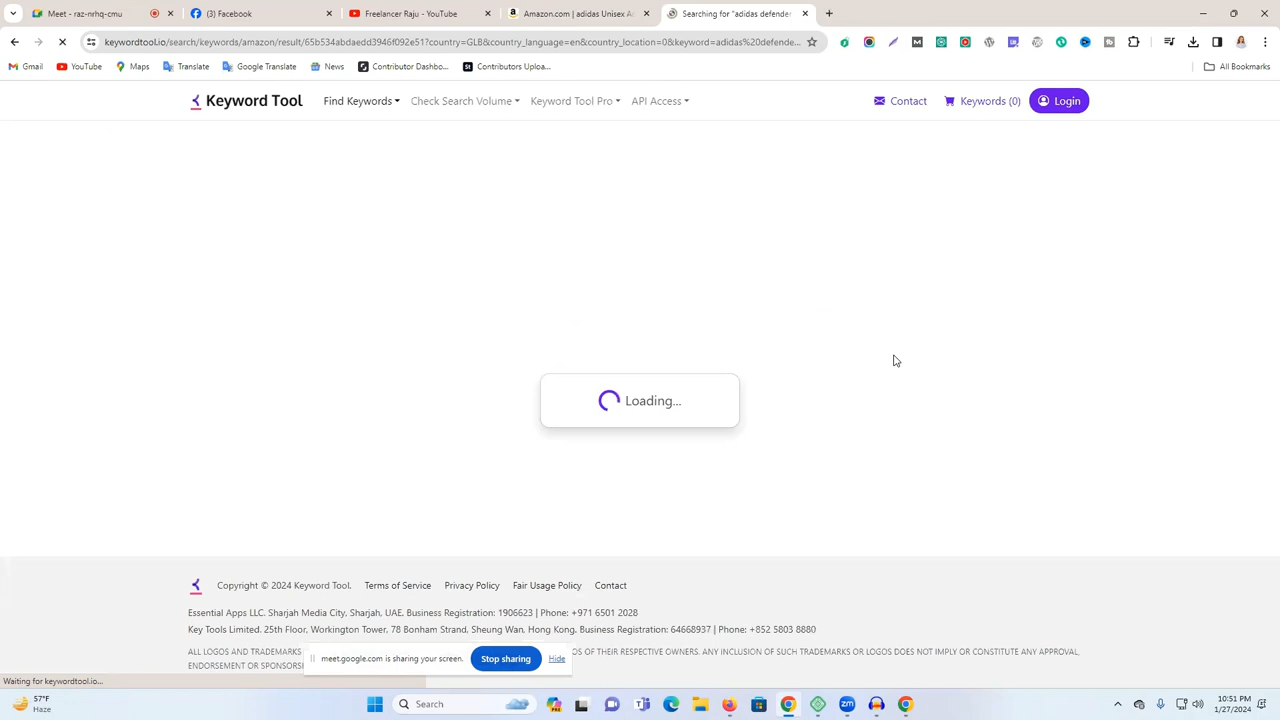 Meet - raz-nrhq-cmu
(3) Facebook
Freelancer Raju - YouTube
Amazon.com | adidas Unisex A
Searching for "adidas defender
keywordtool.io/search/keywords/amazon/result/65b534abdaedd3946f092e51?country=GLB&country_language=en&country_location=0&keyword=adidas%20defende...
Gmail
YouTube
Maps
Translate
Google Translate
News
Contributor Dashbo...
Contributors Uploa...
All Bookmarks
Keyword Tool
Find Keywords
Check Search Volume
Keyword Tool Pro
API Access
Contact
Keywords (0)
Login
Loading...
Copyright © 2024 Keyword Tool.
Terms of Service
Privacy Policy
Fair Usage Policy
Contact
Essential Apps LLC. Sharjah Media City, Sharjah, UAE. Business Registration: 1906623 | Phone: +971 6501 2028
Key Tools Limited. 25th Floor, Workington Tower, 78 Bonham Strand, Sheung Wan, Hong Kong. Business Registration: 64668937 | Phone: +852 5803 8880
ALL LOGOS AND TRADEMARKS
OS OF THEIR RESPECTIVE OWNERS. ANY INCLUSION OF SUCH TRADEMARKS OR LOGOS DOES NOT IMPLY OR CONSTITUTE ANY APPROVAL,
ENDORSEMENT OR SPONSORS
meet.google.com is sharing your screen.
Stop sharing
Hide
Waiting for keywordtool.io...
57°F
Haze
Search
10:51 PM
1/27/2024